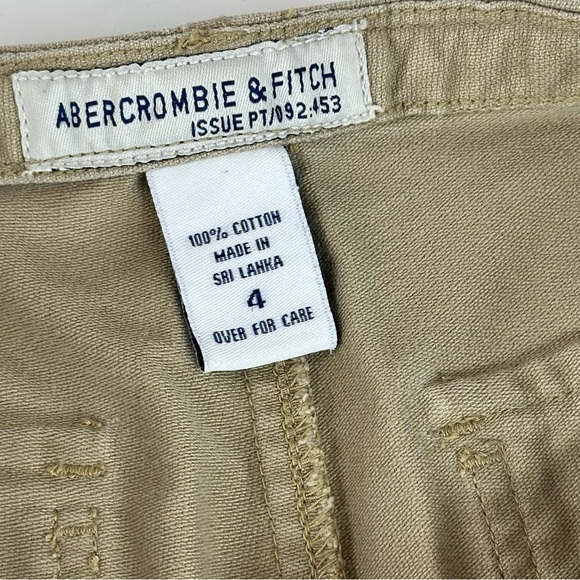 ABERCROMBIE & FITCH
ISSUE PT/092:453
100% COTTON
MADE IN
SRI LANKA
4
OVER FOR CARE